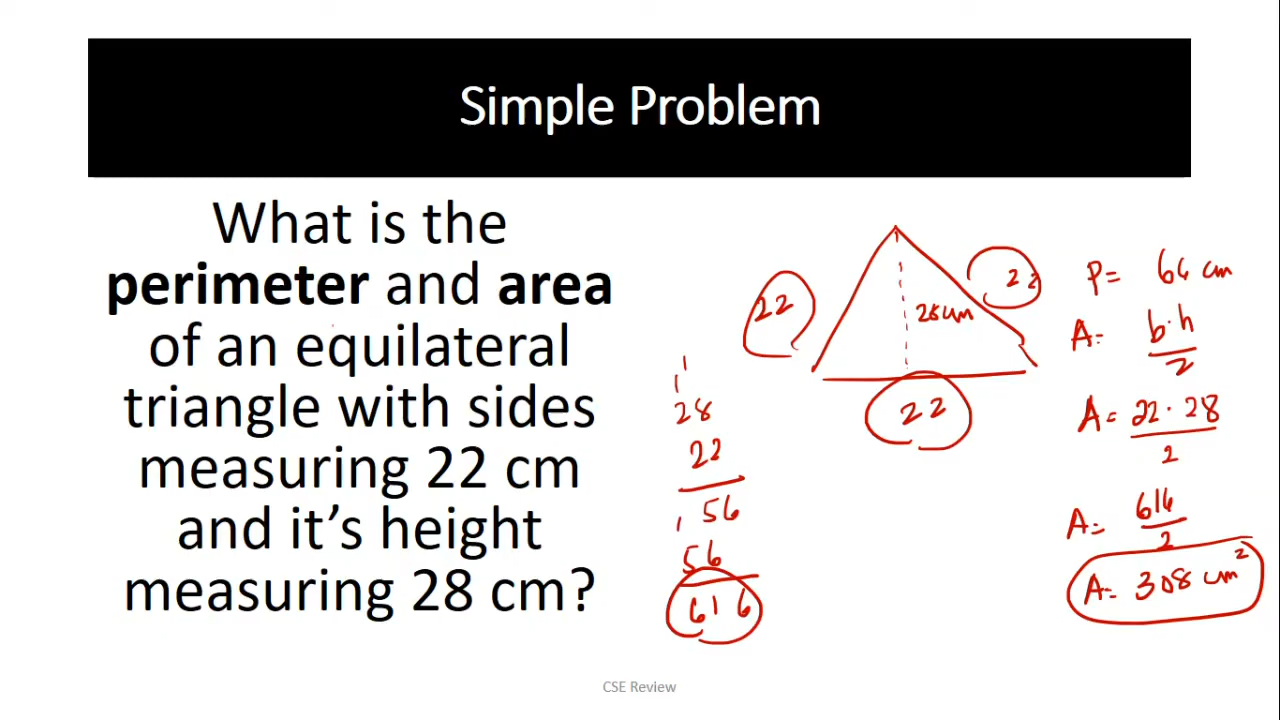 Simple Problem
What is the
perimeter and area
of an equilateral
triangle with sides
measuring 22 cm
and it’s height
measuring 28 cm?
22
22
28cm
22
1
1
28
22
1 56
56
616
P= 66 cm
A= b·h
2
A= 22·28
2
A= 616
2
A= 308 cm²
CSE Review